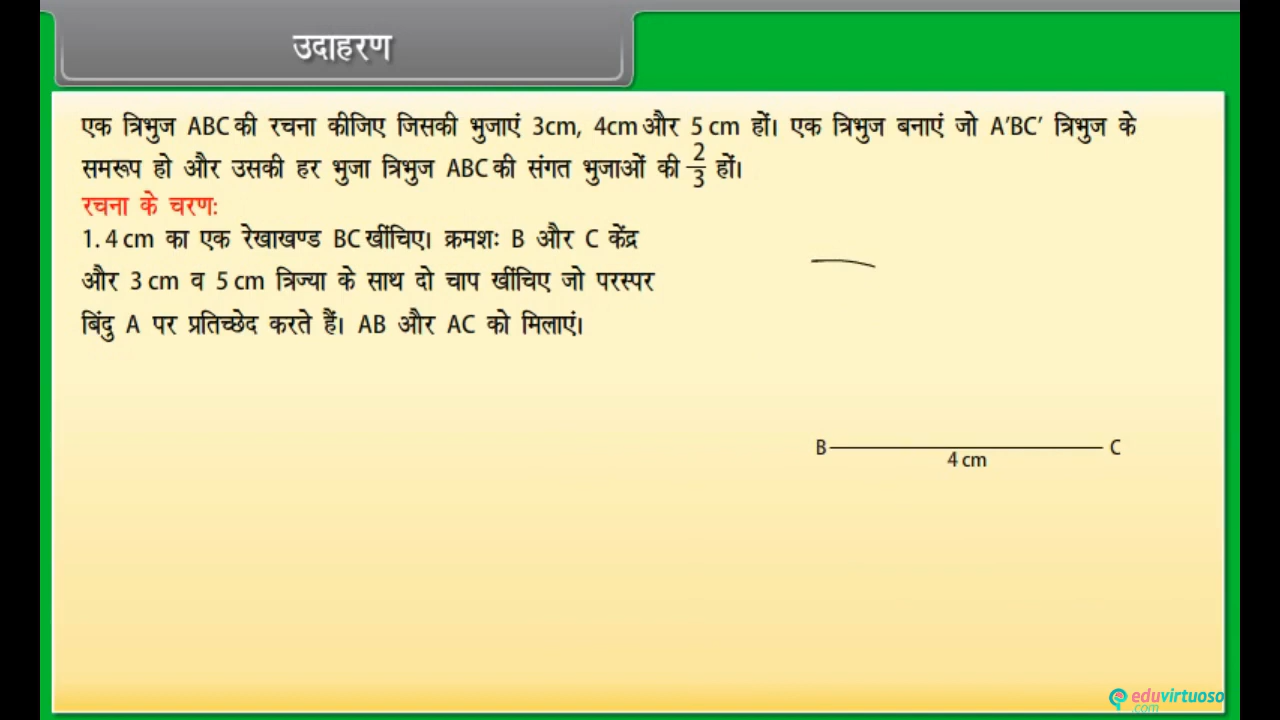 उदाहरण
एक त्रिभुज ABC की रचना कीजिए जिसकी भुजाएं 3cm, 4cm और 5 cm हों। एक त्रिभुज बनाएं जो A′BC′ त्रिभुज के
समरूप हो और उसकी हर भुजा त्रिभुज ABC की संगत भुजाओं की 2/3 हों।
रचना के चरण:
1. 4 cm का एक रेखाखण्ड BC खींचिए। क्रमशः B और C केंद्र
और 3 cm व 5 cm त्रिज्या के साथ दो चाप खींचिए जो परस्पर
बिंदु A पर प्रतिच्छेद करते हैं। AB और AC को मिलाएं।
B C
4 cm
eduvirtuoso
.com